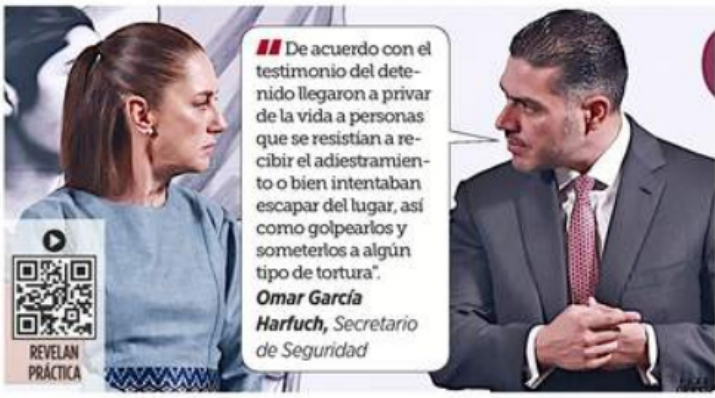 De acuerdo con el
testimonio del dete-
nido llegaron a privar
de la vida a personas
que se resistían a re-
cibir el adiestramien-
to o bien intentaban
escapar del lugar, así
como golpearlos y
someterlos a algún
tipo de tortura".
Omar García
Harfuch, Secretario
de Seguridad
REVELAN
PRÁCTICA